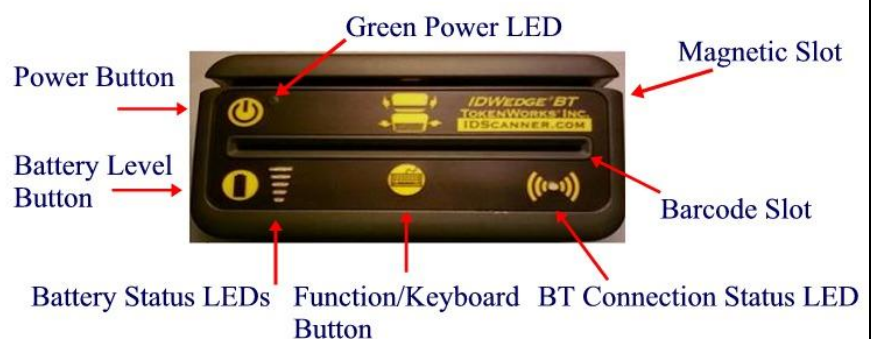 Green Power LED
Magnetic Slot
Power Button
IDWEDGE® BT
TOKENWORKS® INC.
IDSCANNER.COM
Battery Level
Button
Barcode Slot
Battery Status LEDs
Function/Keyboard
Button
BT Connection Status LED